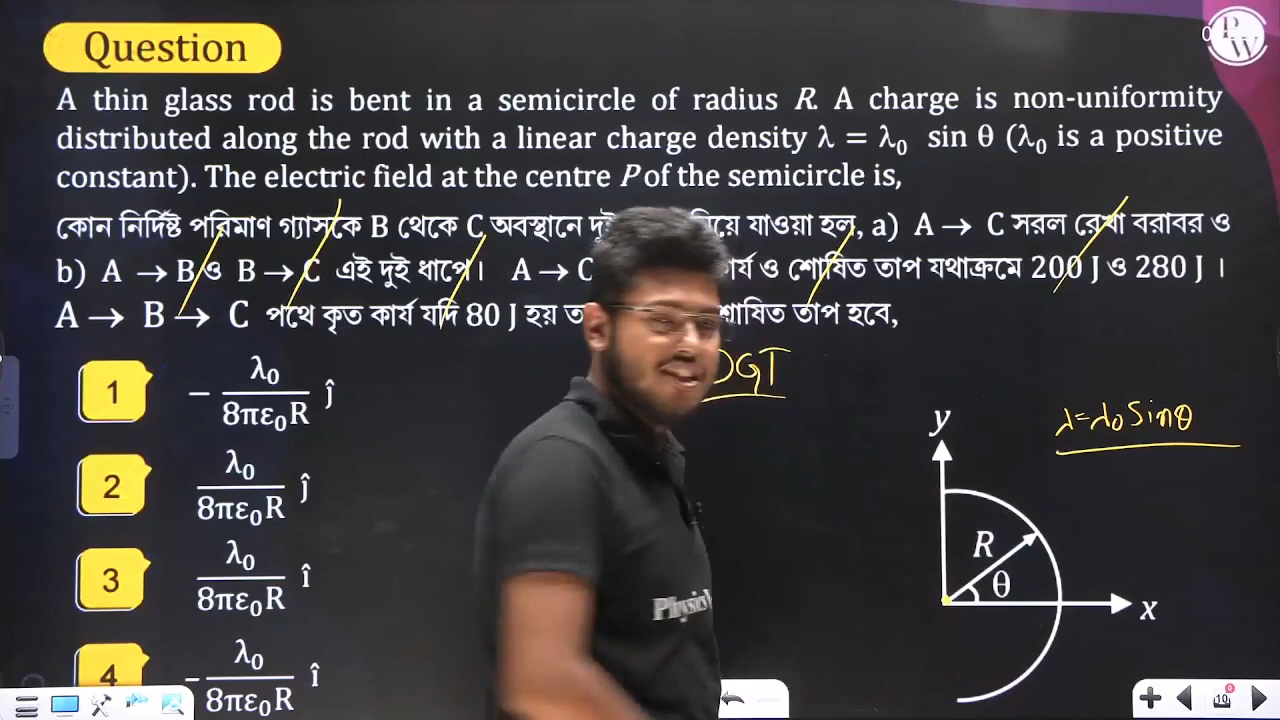 Question
A thin glass rod is bent in a semicircle of radius R. A charge is non-uniformity
distributed along the rod with a linear charge density λ = λ₀ sin θ (λ₀ is a positive
constant). The electric field at the centre P of the semicircle is,
কোন নির্দিষ্ট পরিমাণ গ্যাসকে B থেকে C অবস্থানে যাওয়া হল, a) A → C সরল রেখা বরাবর ও
b) A → B ও B → C এই দুই ধাপে। A → C ও শোষিত তাপ যথাক্রমে 200 J ও 280 J ।
A → B → C পথে কৃত কার্য যদি 80 J হয় তাপ হবে,
1 − λ₀/8πε₀R ĵ
2 λ₀/8πε₀R ĵ
3 λ₀/8πε₀R î
4 - λ₀/8πε₀R î
λ=λ₀ Sinθ
y
R
θ
x
PW
10